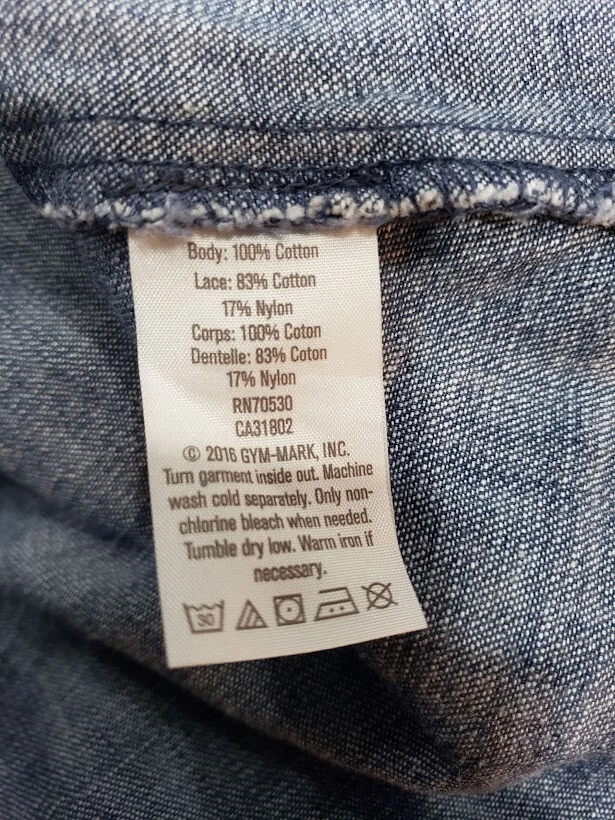 Body: 100% Cotton
Lace: 83% Cotton
17% Nylon
Corps: 100% Coton
Dentelle: 83% Coton
17% Nylon
RN70530
CA31802
© 2016 GYM-MARK, INC.
Turn garment inside out. Machine
wash cold separately. Only non-
chlorine bleach when needed.
Tumble dry low. Warm iron if
necessary.
30